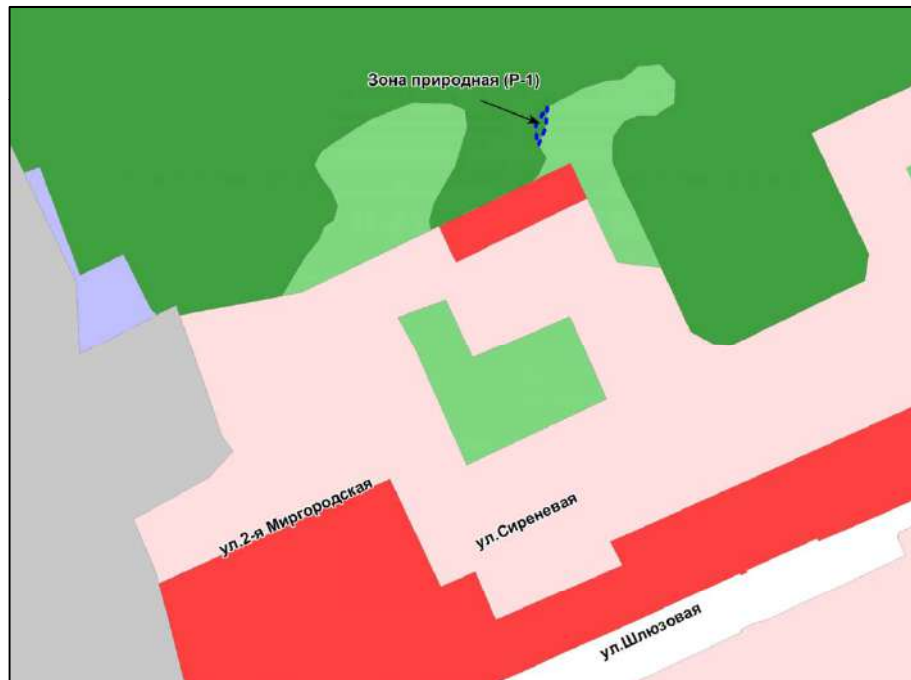 Зона природная (Р-1)
ул.2-я Миргородская
ул.Сиреневая
ул.Шлюзовая